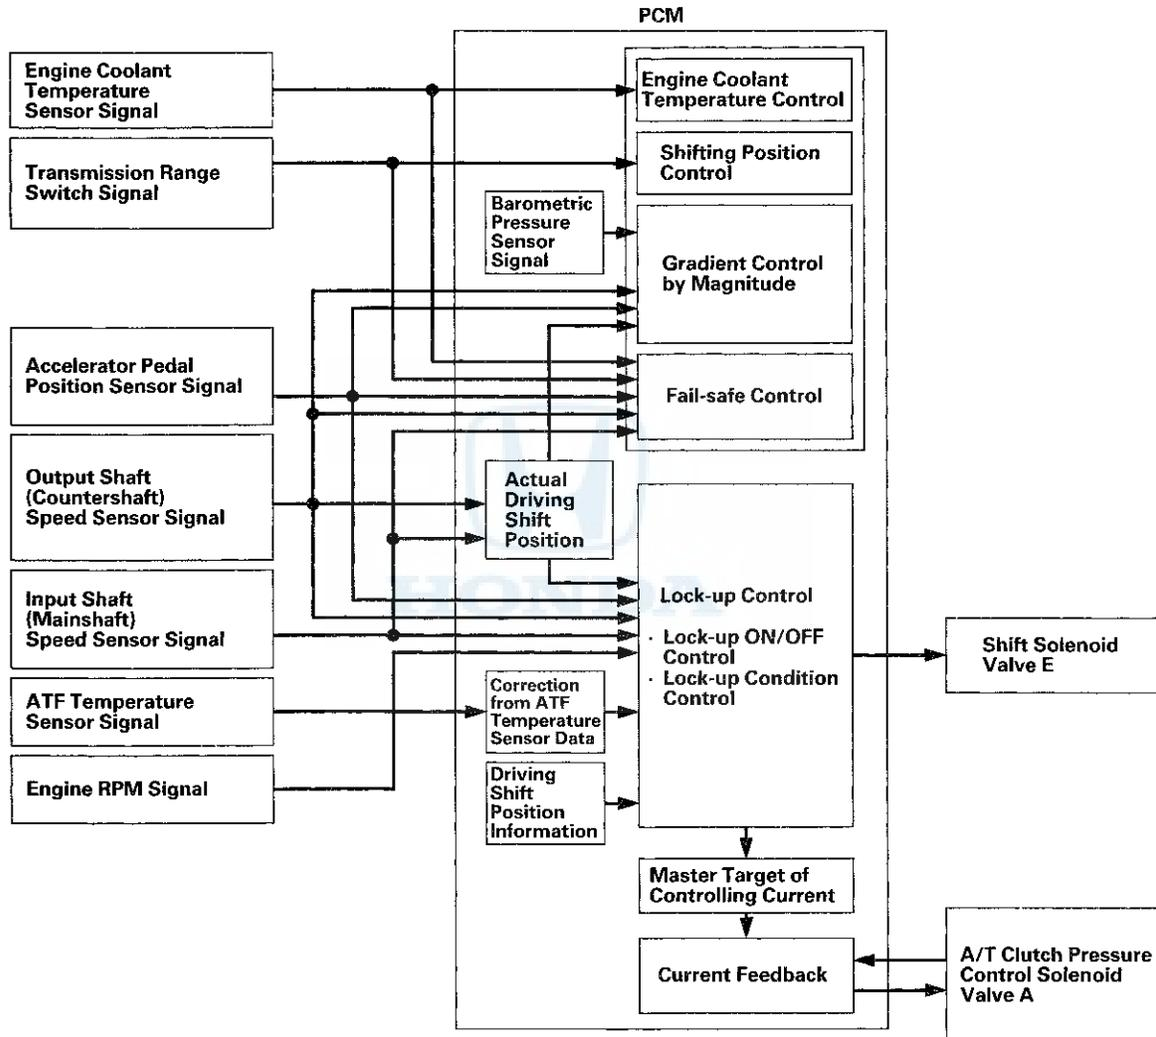 PCM
Engine Coolant
Temperature
Sensor Signal
Engine Coolant
Temperature Control
Transmission Range
Switch Signal
Shifting Position
Control
Barometric
Pressure
Sensor
Signal
Gradient Control
by Magnitude
Accelerator Pedal
Position Sensor Signal
Fail-safe Control
Output Shaft
(Countershaft)
Speed Sensor Signal
Actual
Driving
Shift
Position
HONDA
Input Shaft
(Mainshaft)
Speed Sensor Signal
Lock-up Control
· Lock-up ON/OFF
Control
· Lock-up Condition
Control
Shift Solenoid
Valve E
ATF Temperature
Sensor Signal
Correction
from ATF
Temperature
Sensor Data
Engine RPM Signal
Driving
Shift
Position
Information
Master Target of
Controlling Current
Current Feedback
A/T Clutch Pressure
Control Solenoid
Valve A